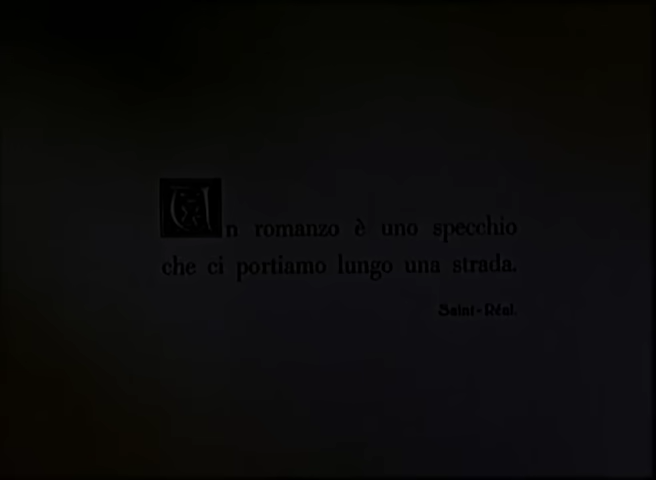 Un romanzo è uno specchio
che ci portiamo lungo una strada.
Saint-Réal.